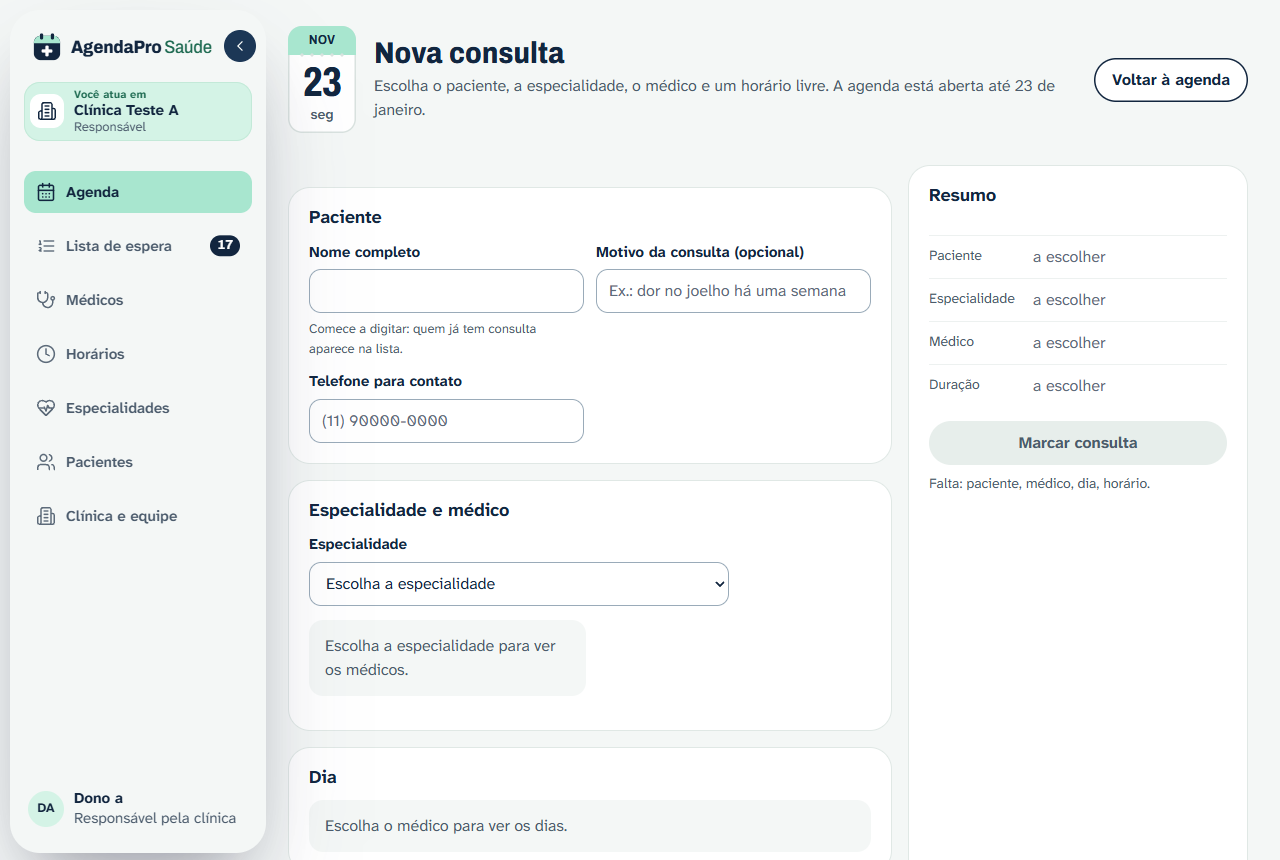 AgendaPro Saúde
Você atua em
Clínica Teste A
Responsável
Agenda
Lista de espera 17
Médicos
Horários
Especialidades
Pacientes
Clínica e equipe
DA
Dono a
Responsável pela clínica
NOV
23
seg
Nova consulta
Escolha o paciente, a especialidade, o médico e um horário livre. A agenda está aberta até 23 de
janeiro.
Voltar à agenda
Paciente
Nome completo
Motivo da consulta (opcional)
Ex.: dor no joelho há uma semana
Comece a digitar: quem já tem consulta
aparece na lista.
Telefone para contato
(11) 90000-0000
Especialidade e médico
Especialidade
Escolha a especialidade
Escolha a especialidade para ver
os médicos.
Dia
Escolha o médico para ver os dias.
Resumo
Paciente a escolher
Especialidade a escolher
Médico a escolher
Duração a escolher
Marcar consulta
Falta: paciente, médico, dia, horário.